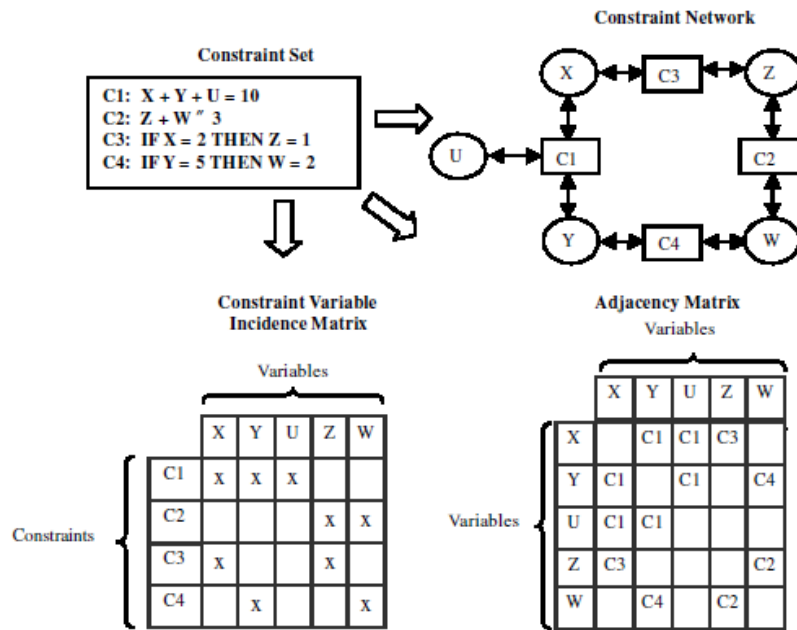 Constraint Network
Constraint Set
C1: X + Y + U = 10
C2: Z + W ″ 3
C3: IF X = 2 THEN Z = 1
C4: IF Y = 5 THEN W = 2
X C3 Z
U C1 C2
Y C4 W
Constraint Variable
Incidence Matrix
Variables
X Y U Z W
C1 x x x
C2 x x
C3 x x
C4 x x
Constraints
Adjacency Matrix
Variables
X Y U Z W
X C1 C1 C3
Y C1 C1 C4
U C1 C1
Z C3 C2
W C4 C2
Variables